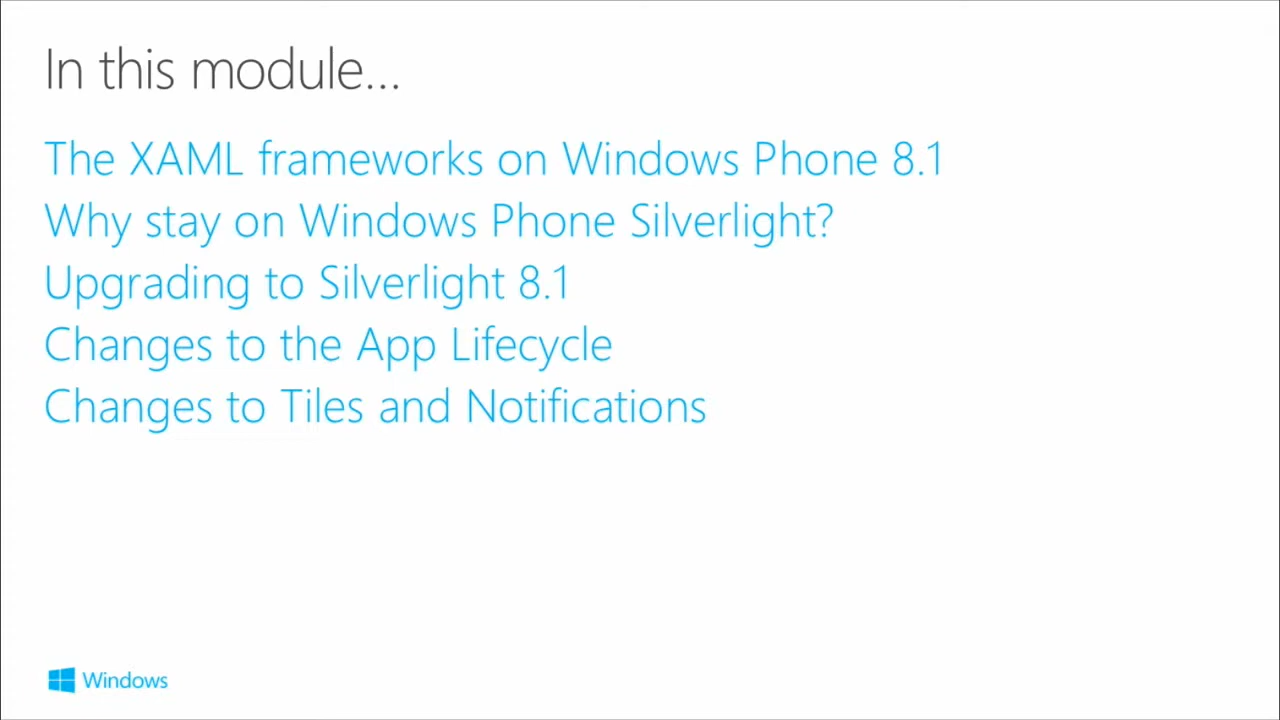 In this module...
The XAML frameworks on Windows Phone 8.1
Why stay on Windows Phone Silverlight?
Upgrading to Silverlight 8.1
Changes to the App Lifecycle
Changes to Tiles and Notifications
Windows